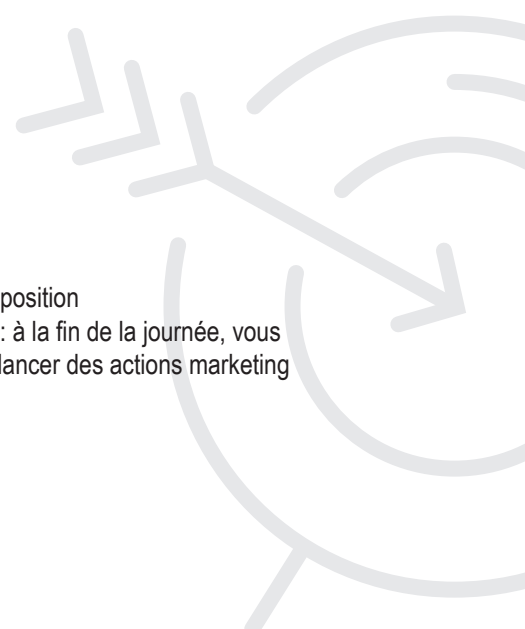 position
: à la fin de la journée, vous
lancer des actions marketing